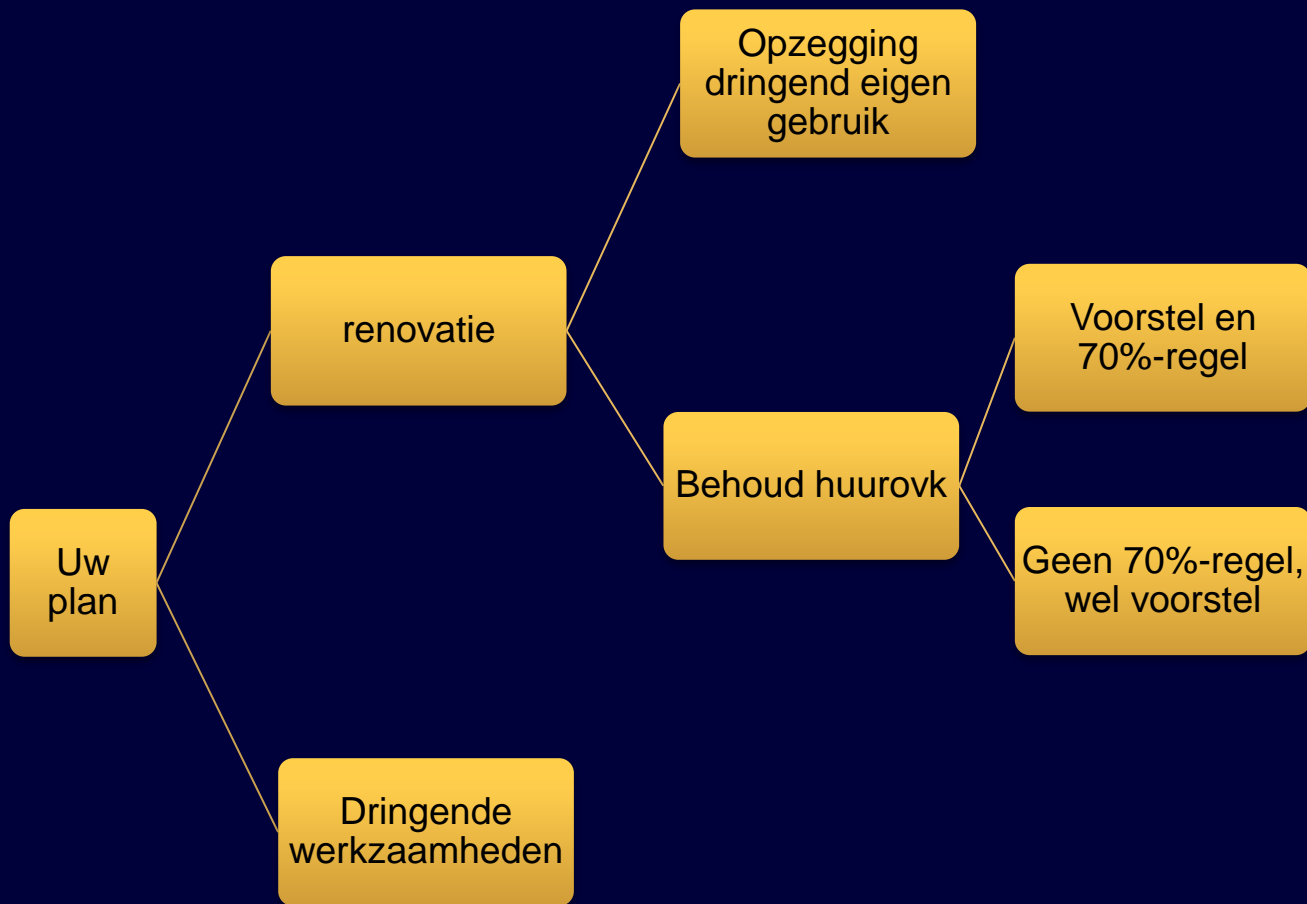 Opzegging
dringend eigen
gebruik
renovatie
Voorstel en
70%-regel
Behoud huurovk
Uw
plan
Geen 70%-regel,
wel voorstel
Dringende
werkzaamheden